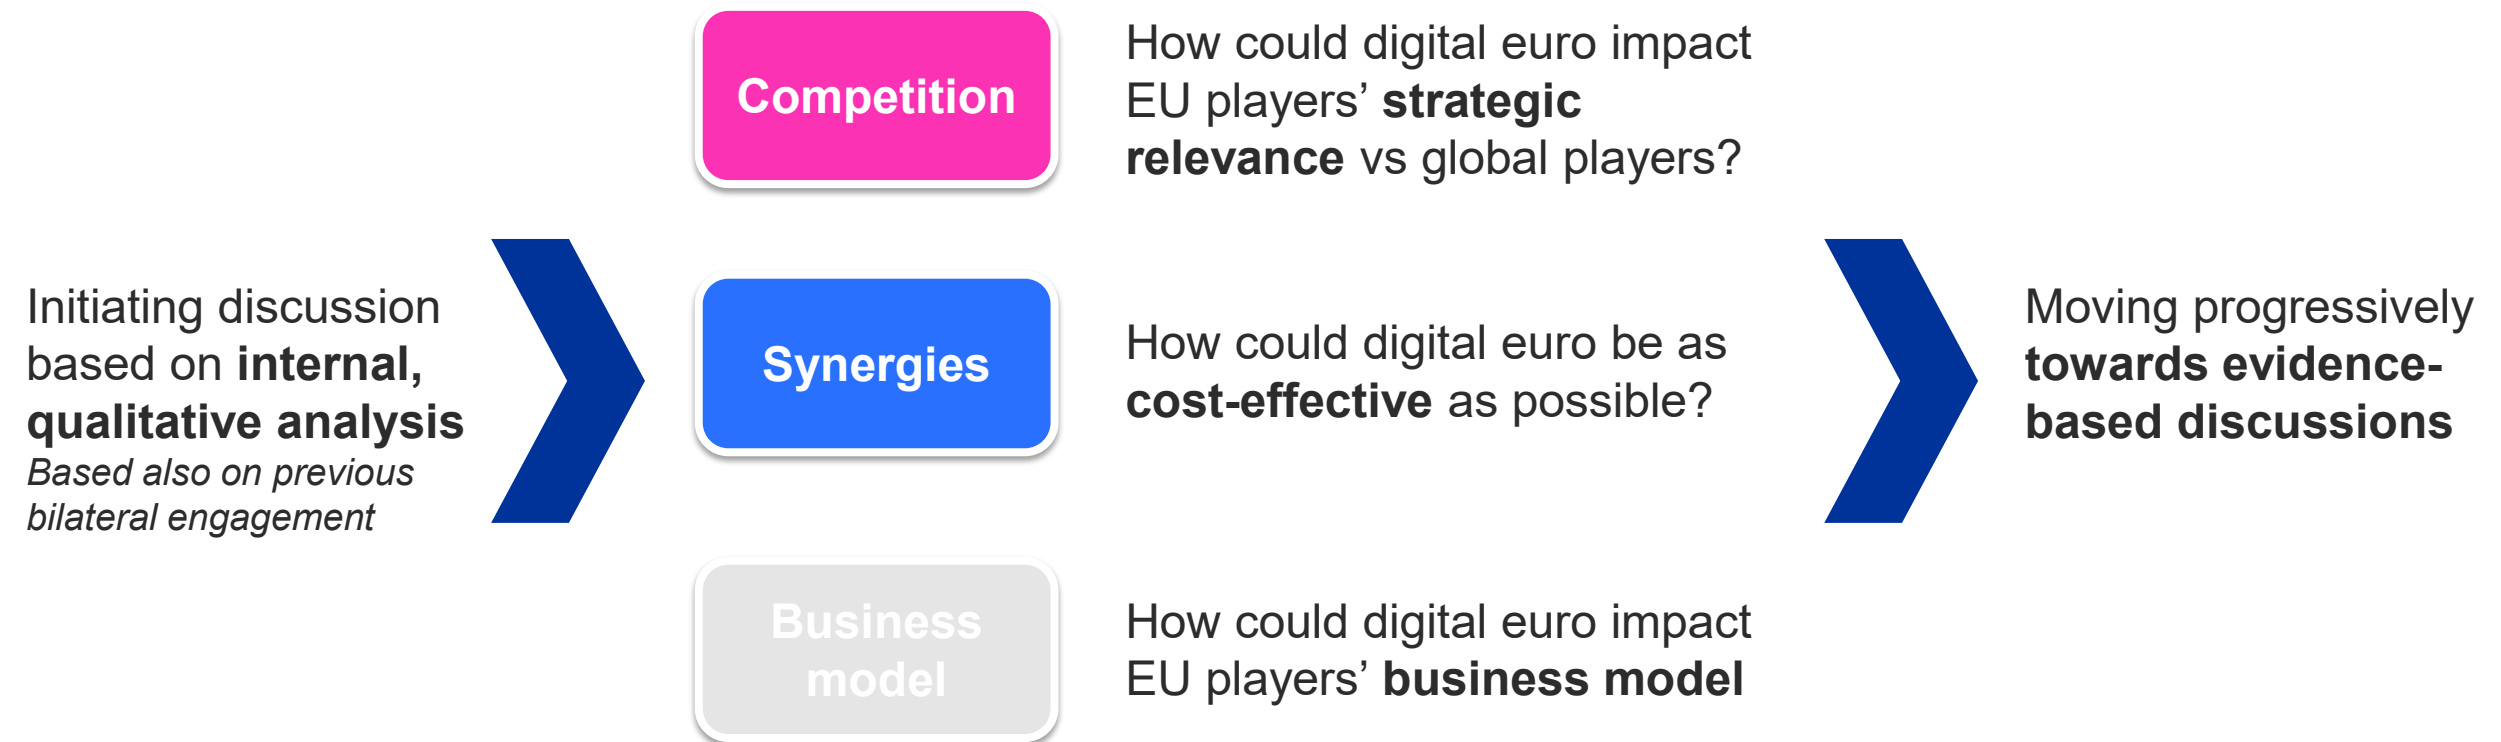 Initiating discussion
based on internal,
qualitative analysis
Based also on previous
bilateral engagement
Competition
How could digital euro impact
EU players’ strategic
relevance vs global players?
Synergies
How could digital euro be as
cost-effective as possible?
Business
model
How could digital euro impact
EU players’ business model
Moving progressively
towards evidence-
based discussions